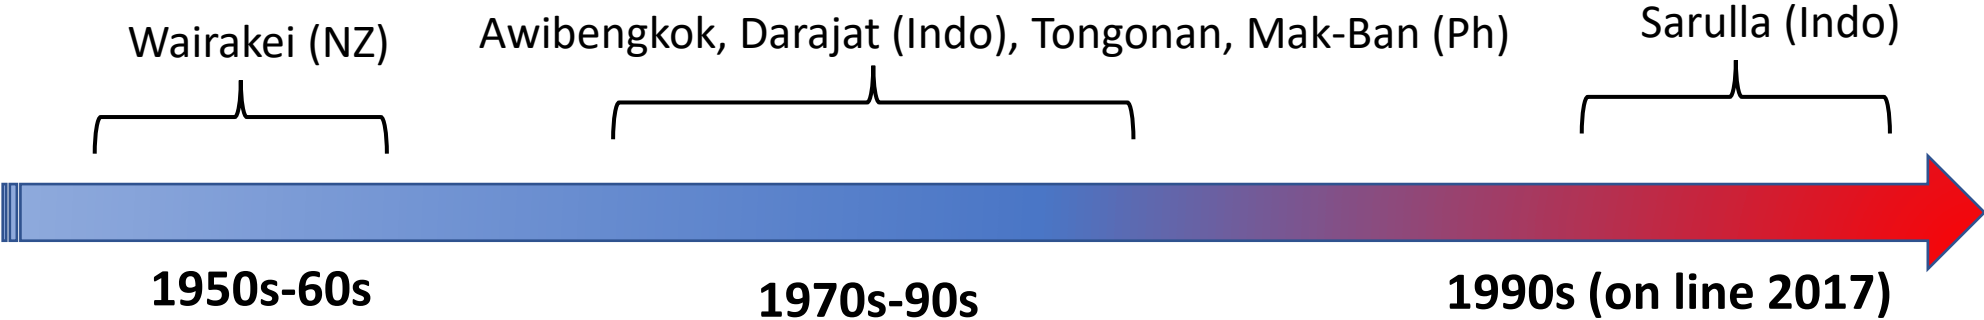 Wairakei (NZ)
Awibengkok, Darajat (Indo), Tongonan, Mak-Ban (Ph)
Sarulla (Indo)
1950s-60s
1970s-90s
1990s (on line 2017)